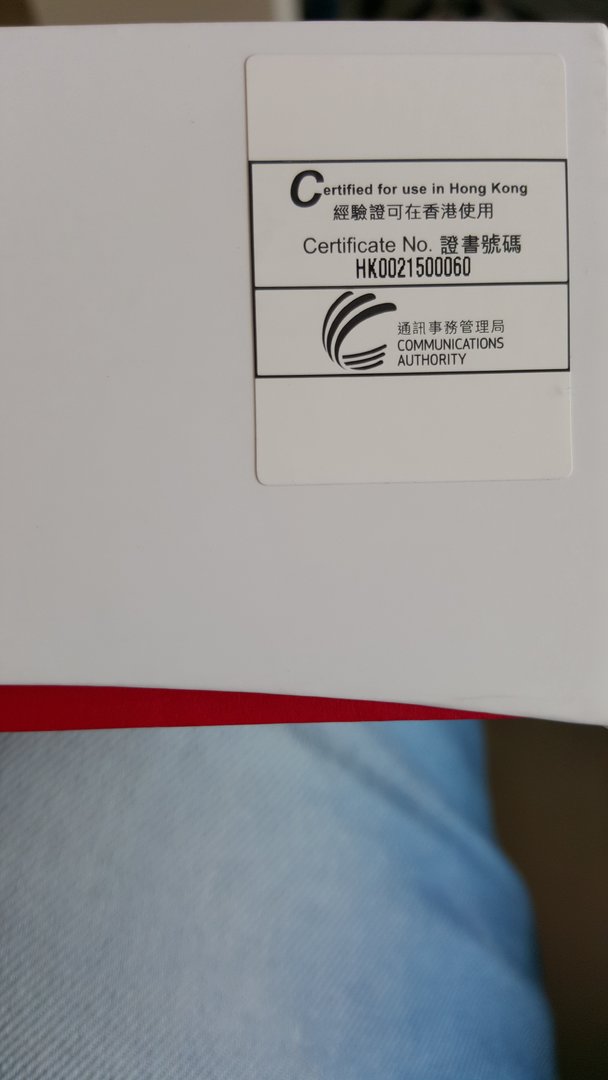 Certified for use in Hong Kong
經驗證可在香港使用
Certificate No. 證書號碼
HK0021500060
通訊事務管理局
COMMUNICATIONS
AUTHORITY